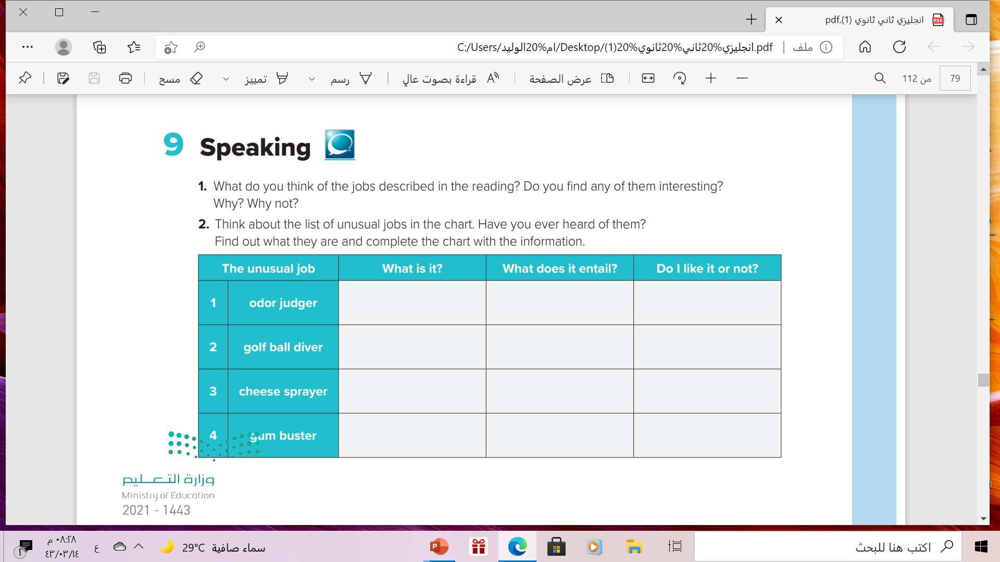 انجليزي ثاني ثانوي (1).pdf
ملف
C:/Users/ام%20الوليد/Desktop/انجليزي%20ثاني%20ثانوي%20(1).pdf
79
من 112
عرض الصفحة
قراءة بصوت عالٍ
رسم
تمييز
مسح
9 Speaking
1. What do you think of the jobs described in the reading? Do you find any of them interesting?
Why? Why not?
2. Think about the list of unusual jobs in the chart. Have you ever heard of them?
Find out what they are and complete the chart with the information.
The unusual job What is it? What does it entail? Do I like it or not?
1 odor judger
2 golf ball diver
3 cheese sprayer
4 gum buster
وزارة التعليم
Ministry of Education
2021 - 1443
اكتب هنا للبحث
29°C سماء صافية
ع
٠٨:٢٨ م
٤٣/٠٣/١٤
١